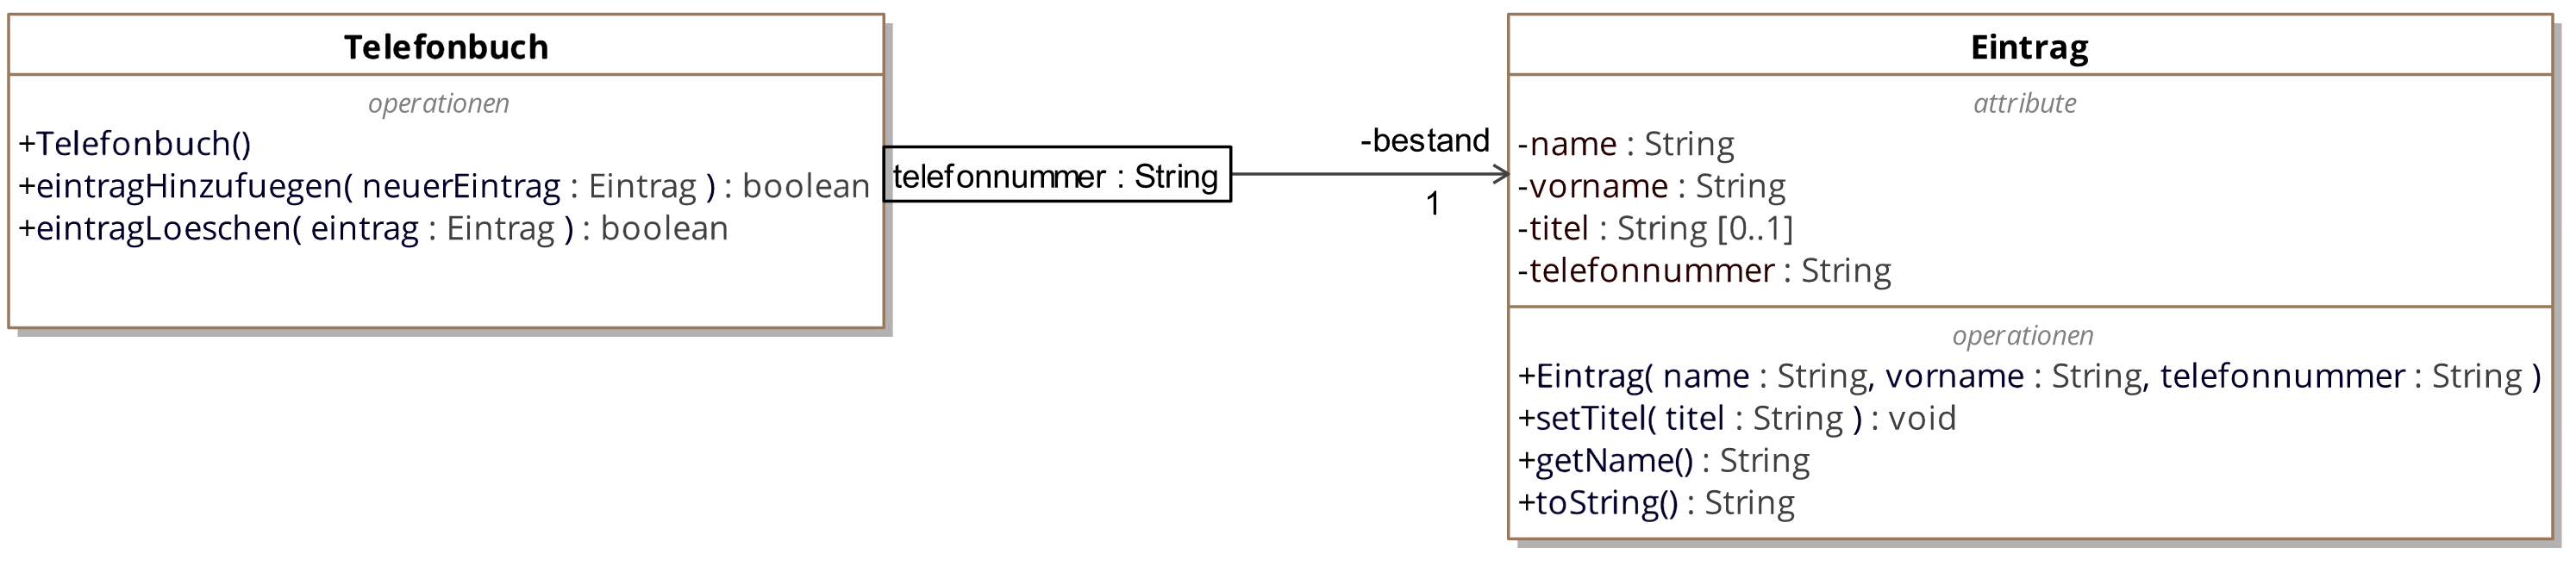 Telefonbuch
operationen
+Telefonbuch()
+eintragHinzufuegen( neuerEintrag : Eintrag ) : boolean
+eintragLoeschen( eintrag : Eintrag ) : boolean
telefonnummer : String
-bestand
1
Eintrag
attribute
-name : String
-vorname : String
-titel : String [0..1]
-telefonnummer : String
operationen
+Eintrag( name : String, vorname : String, telefonnummer : String )
+setTitel( titel : String ) : void
+getName() : String
+toString() : String